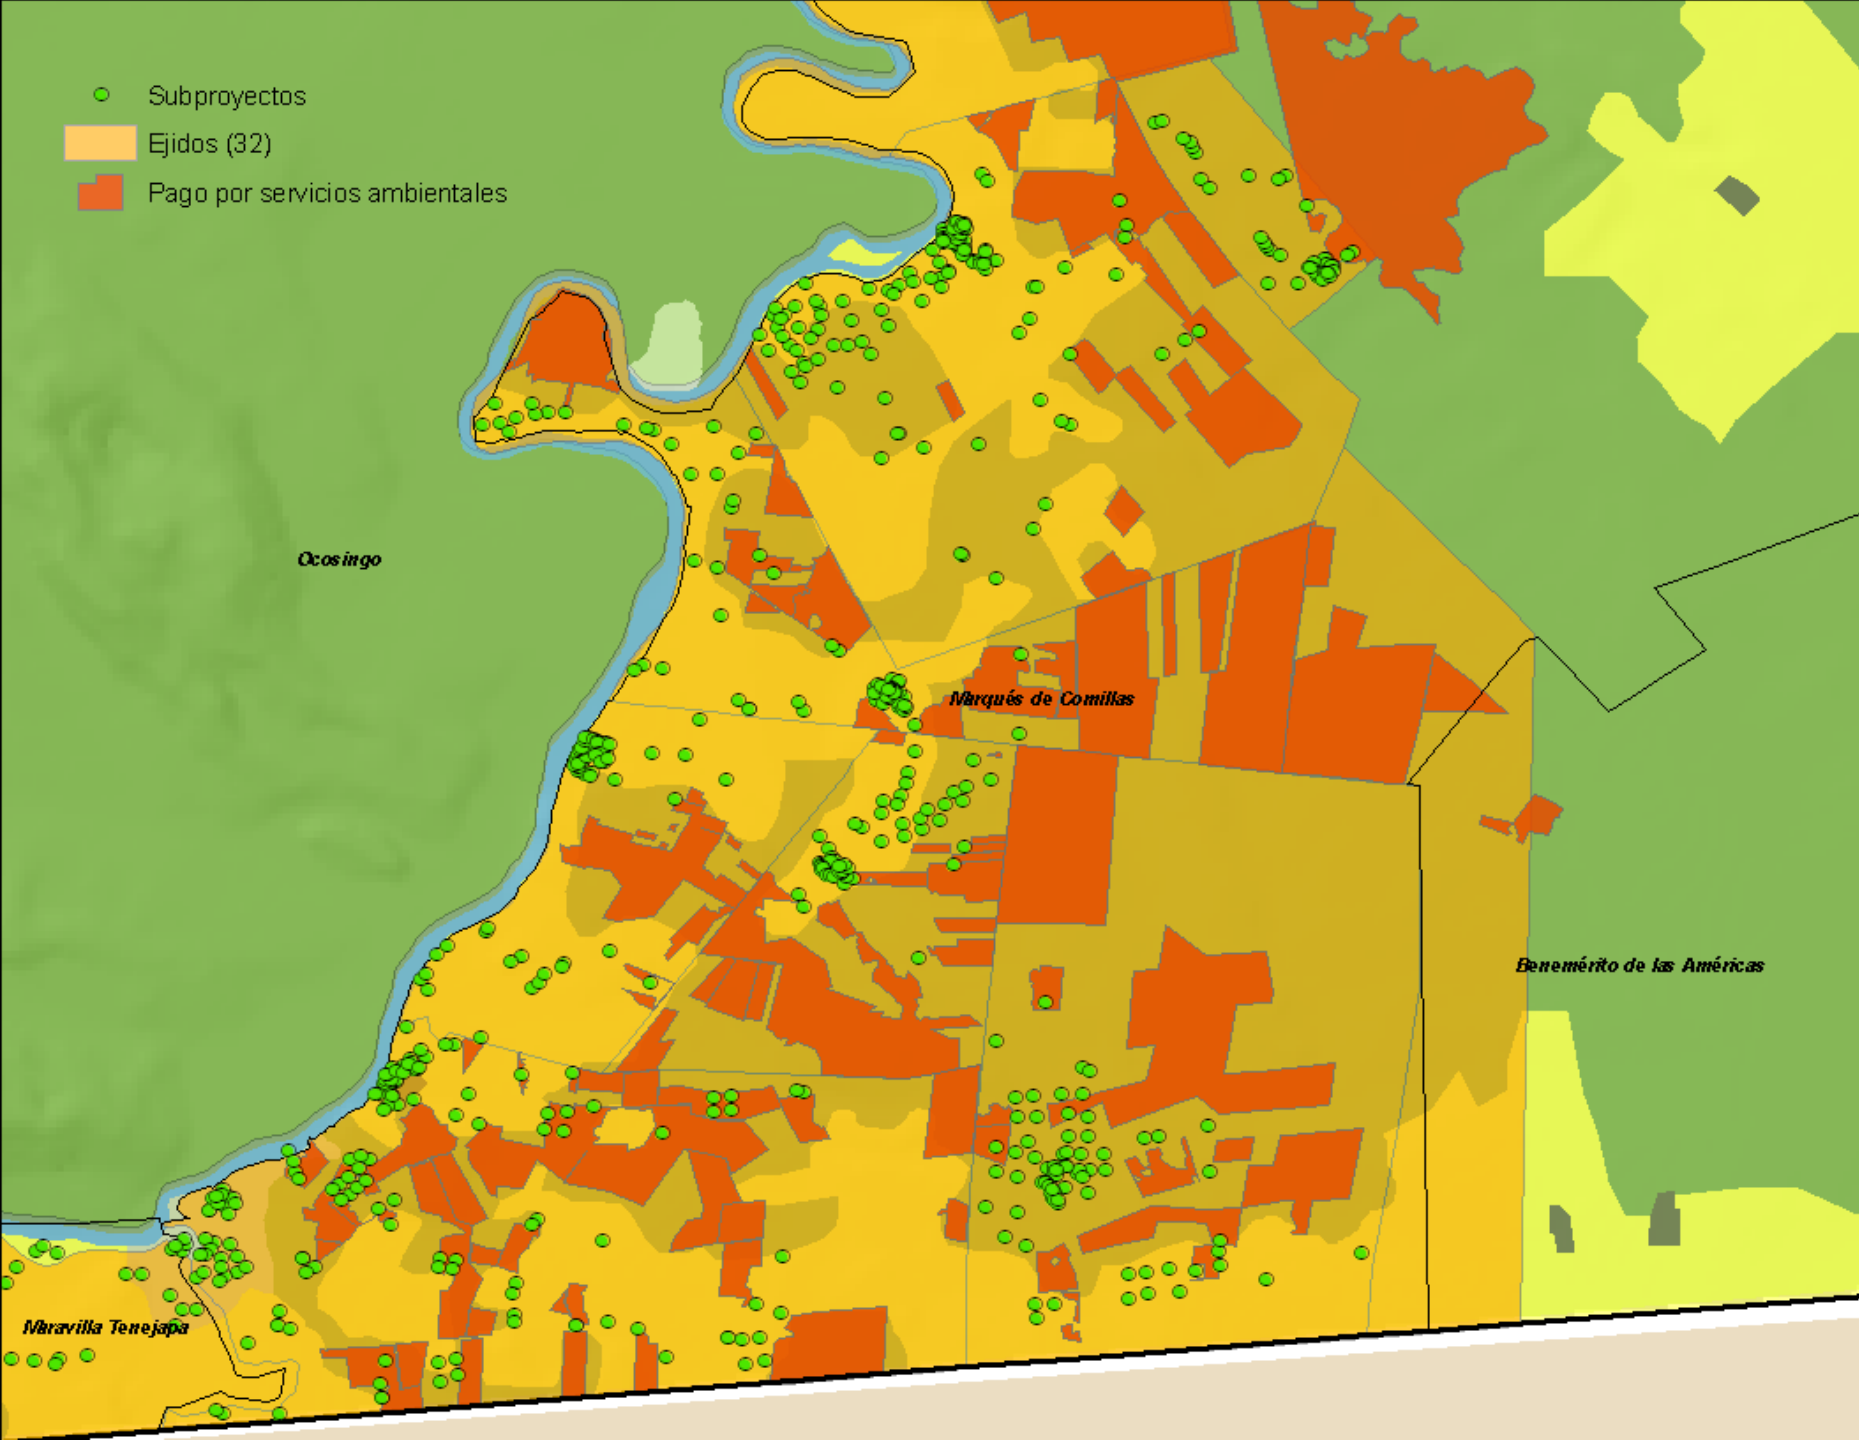 Subproyectos
Ejidos (32)
Pago por servicios ambientales
Ocosingo
Marqués de Comillas
Benemérito de las Américas
Maravilla Tenejapa